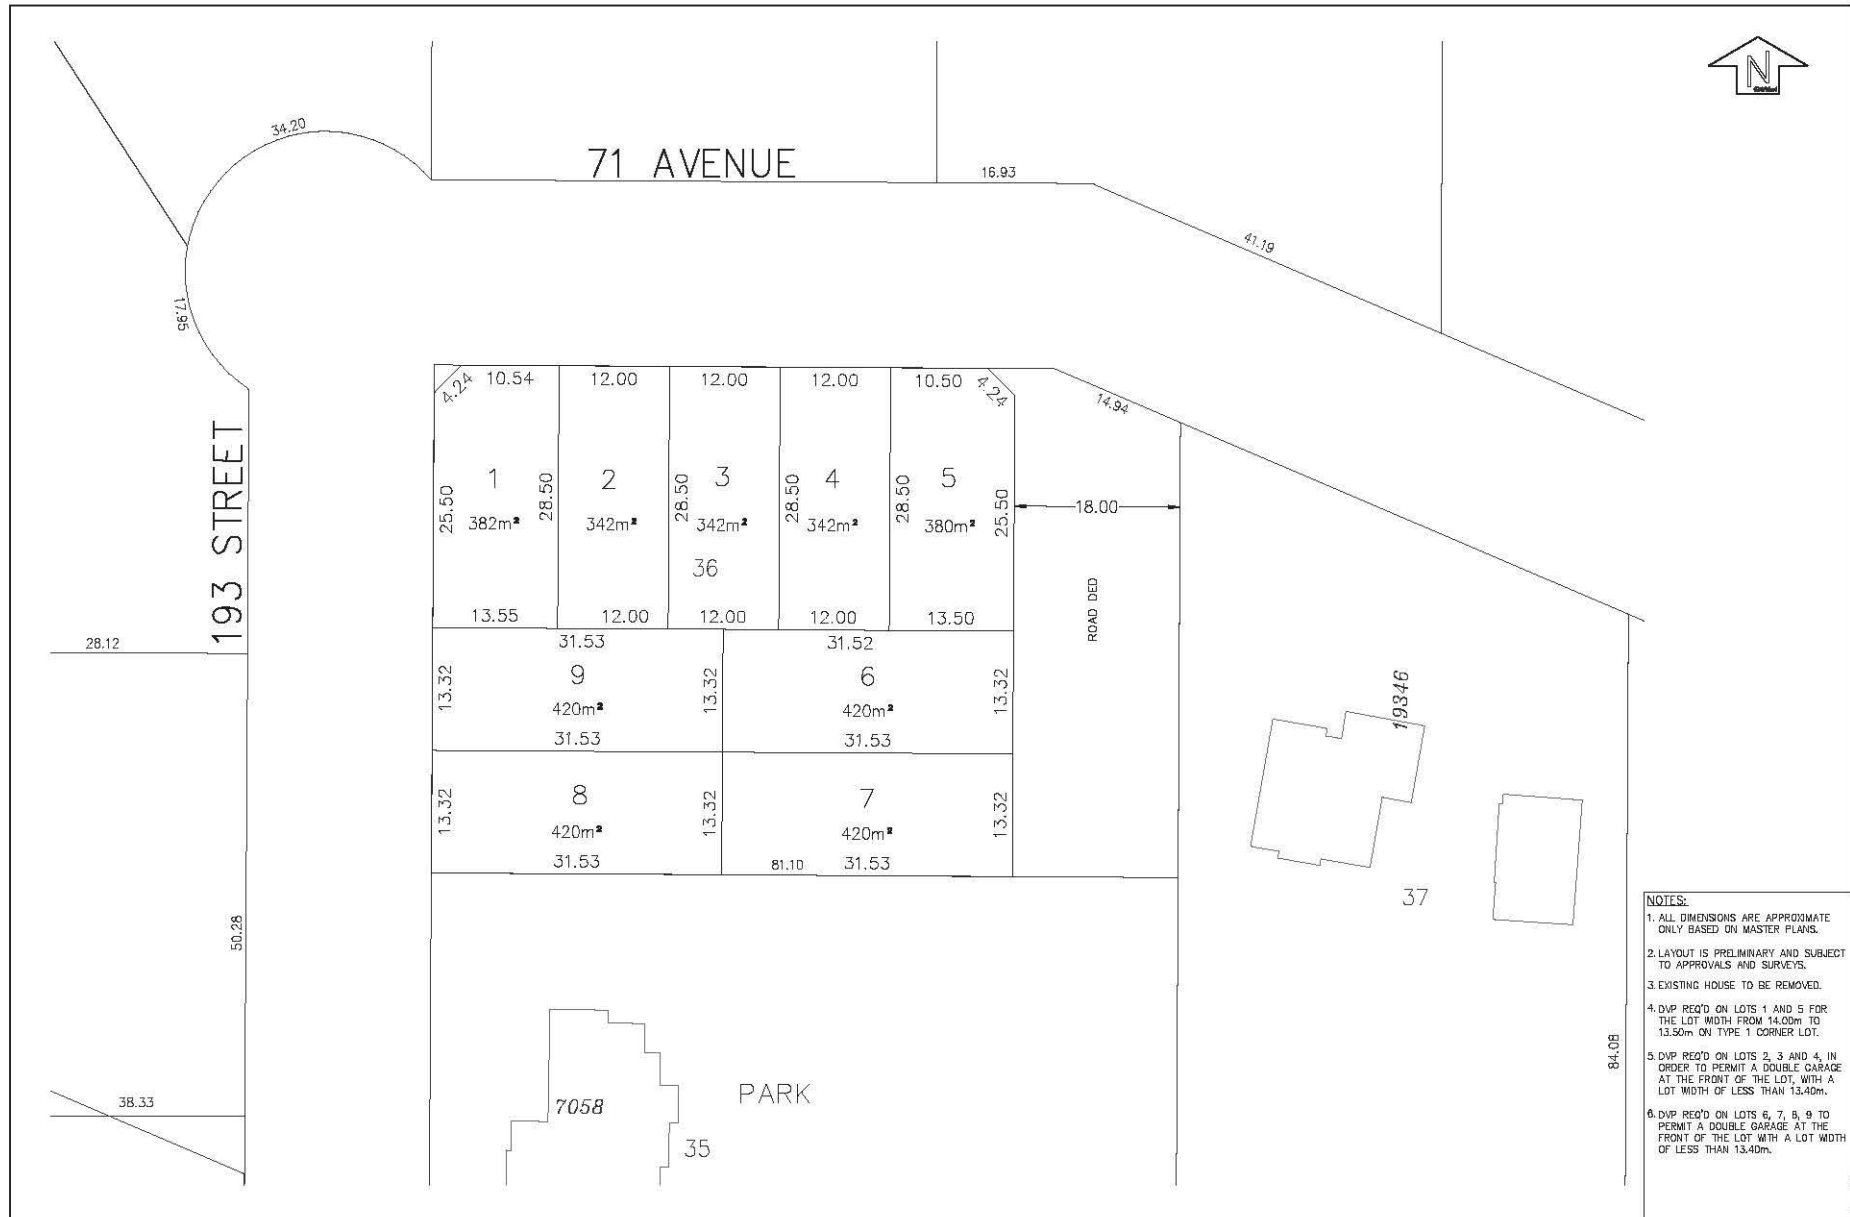 N
34.20
71 AVENUE
16.93
41.19
17.95
4.24
10.54
12.00
12.00
12.00
10.50
4.24
14.94
193 STREET
1
2
3
4
5
25.50
382m²
28.50
342m²
28.50
342m²
28.50
342m²
28.50
380m²
25.50
18.00
36
ROAD DED
13.55
12.00
12.00
12.00
13.50
28.12
31.53
31.52
9
6
13.32
13.32
13.32
19346
420m²
420m²
31.53
31.53
8
7
13.32
13.32
13.32
420m²
420m²
31.53
81.10
31.53
37
50.28
84.08
38.33
7058
PARK
35
NOTES:
1. ALL DIMENSIONS ARE APPROXIMATE
ONLY BASED ON MASTER PLANS.
2. LAYOUT IS PRELIMINARY AND SUBJECT
TO APPROVALS AND SURVEYS.
3. EXISTING HOUSE TO BE REMOVED.
4. DVP REQ'D ON LOTS 1 AND 5 FOR
THE LOT WIDTH FROM 14.00m TO
13.50m ON TYPE 1 CORNER LOT.
5. DVP REQ'D ON LOTS 2, 3 AND 4, IN
ORDER TO PERMIT A DOUBLE GARAGE
AT THE FRONT OF THE LOT, WITH A
LOT WIDTH OF LESS THAN 13.40m.
6. DVP REQ'D ON LOTS 6, 7, 8, 9 TO
PERMIT A DOUBLE GARAGE AT THE
FRONT OF THE LOT WITH A LOT WIDTH
OF LESS THAN 13.40m.